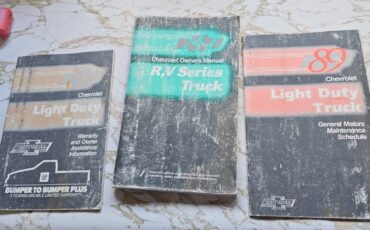 Chevrolet
Light Duty
Truck
Warranty
and Owner
Assistance
Information
BUMPER TO BUMPER PLUS
Chevrolet Owners Manual
R,V Series
Truck
89
Chevrolet
Light Duty
Truck
General Motors
Maintenance
Schedule